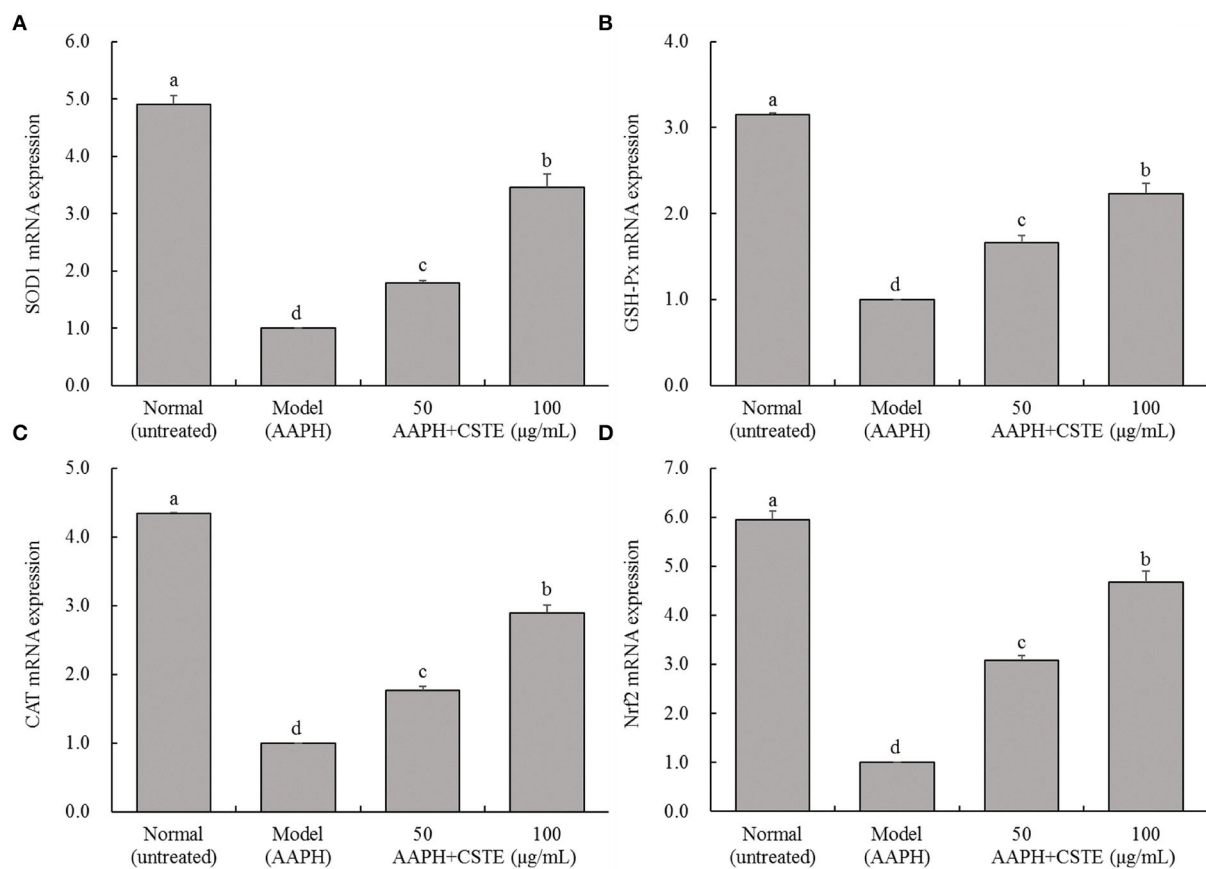 A
SOD1 mRNA expression
6.0
5.0
4.0
3.0
2.0
1.0
0.0
a
d
c
b
Normal Model 50 100
(untreated) (AAPH) AAPH+CSTE (μg/mL)
B
GSH-Px mRNA expression
4.0
3.0
2.0
1.0
0.0
a
d
c
b
Normal Model 50 100
(untreated) (AAPH) AAPH+CSTE (μg/mL)
C
CAT mRNA expression
5.0
4.0
3.0
2.0
1.0
0.0
a
d
c
b
Normal Model 50 100
(untreated) (AAPH) AAPH+CSTE (μg/mL)
D
Nrf2 mRNA expression
7.0
6.0
5.0
4.0
3.0
2.0
1.0
0.0
a
d
c
b
Normal Model 50 100
(untreated) (AAPH) AAPH+CSTE (μg/mL)